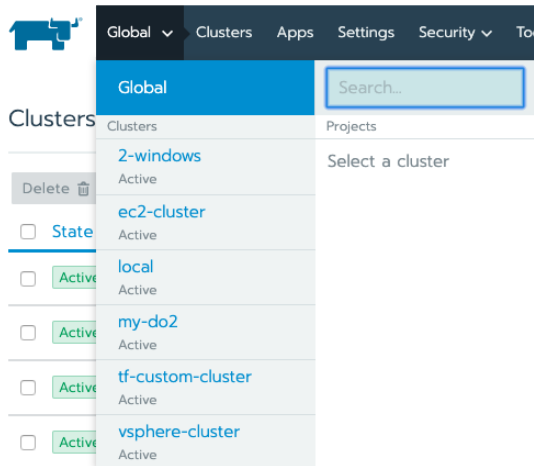 Global Clusters Apps Settings Security To
Global
Search...
Clusters
Clusters
Projects
2-windows
Active
Select a cluster
Delete
ec2-cluster
Active
State
local
Active
Active
my-do2
Active
Active
tf-custom-cluster
Active
Active
vsphere-cluster
Active
Active